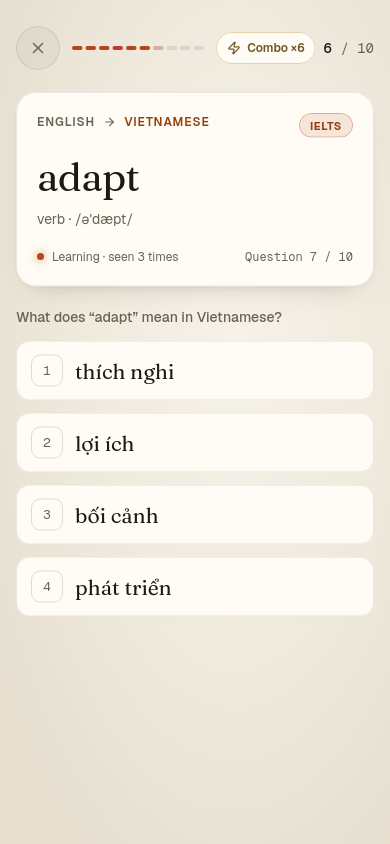 Combo ×6 6 / 10
ENGLISH → VIETNAMESE
IELTS
adapt
verb · /ə'dæpt/
Learning · seen 3 times Question 7 / 10
What does “adapt” mean in Vietnamese?
1 thích nghi
2 lợi ích
3 bối cảnh
4 phát triển